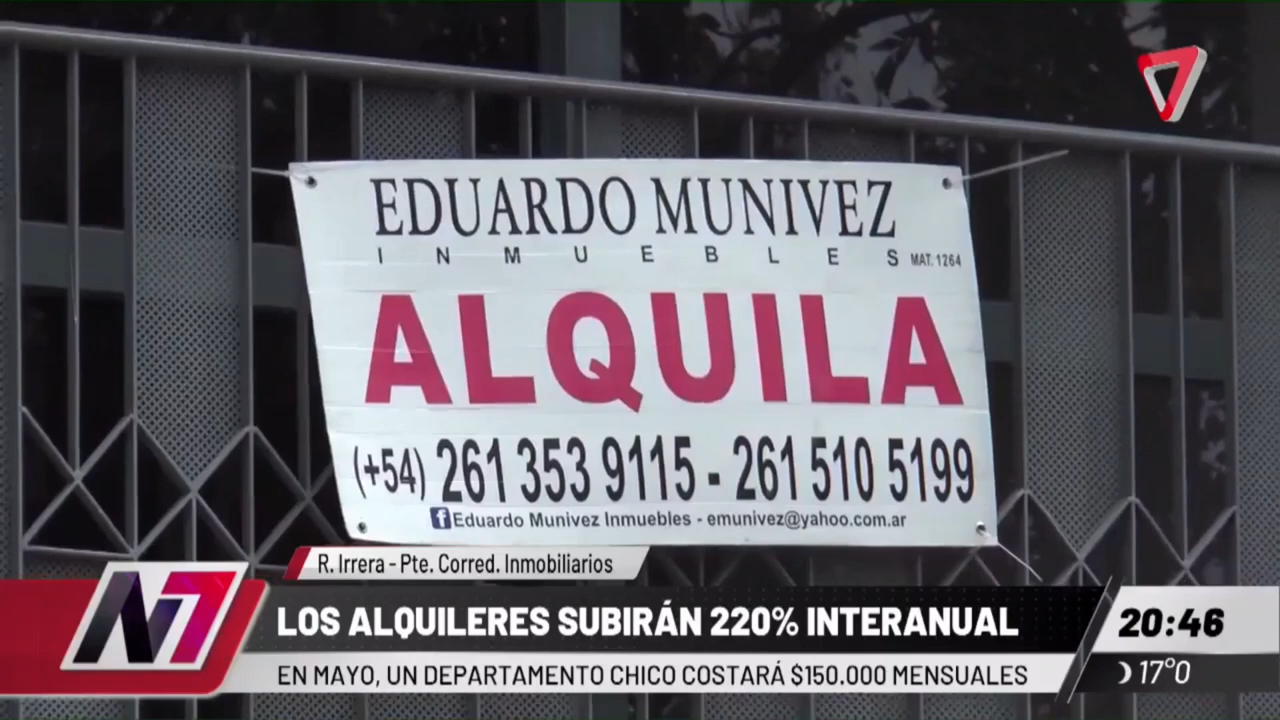 EDUARDO MUNIVEZ
INMUEBLES MAT. 1264
ALQUILA
(+54) 261 353 9115 - 261 510 5199
f Eduardo Munivez Inmuebles - emunivez@yahoo.com.ar
R. Irrera - Pte. Corred. Inmobiliarios
N7
LOS ALQUILERES SUBIRÁN 220% INTERANUAL
20:46
EN MAYO, UN DEPARTAMENTO CHICO COSTARÁ $150.000 MENSUALES
17°0